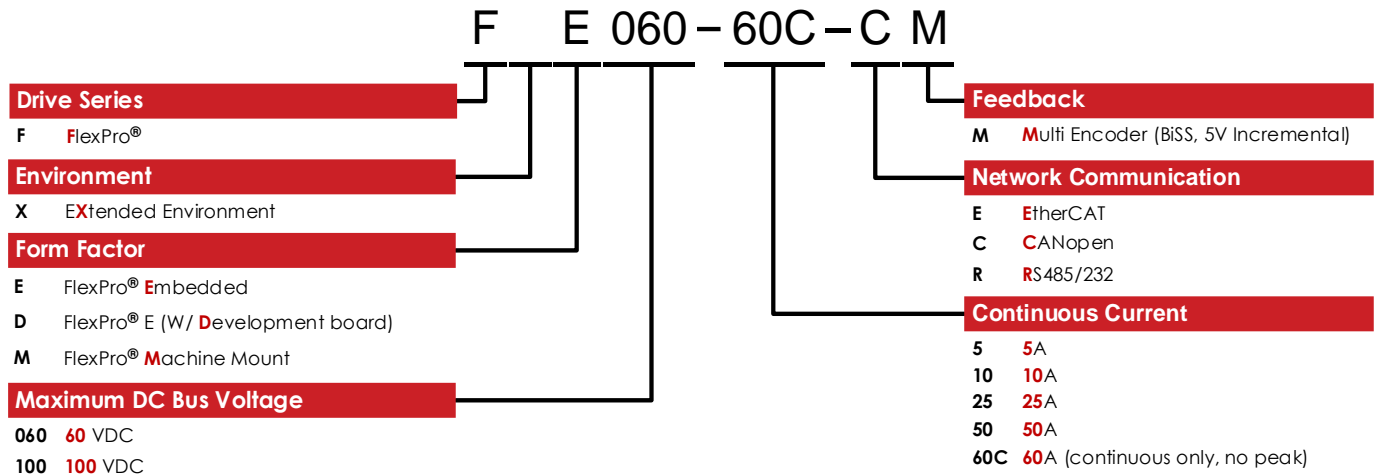 F E 060 – 60C – C M
Drive Series
F FlexPro®
Environment
X EXtended Environment
Form Factor
E FlexPro® Embedded
D FlexPro® E (W/ Development board)
M FlexPro® Machine Mount
Maximum DC Bus Voltage
060 60 VDC
100 100 VDC
Feedback
M Multi Encoder (BiSS, 5V Incremental)
Network Communication
E EtherCAT
C CANopen
R RS485/232
Continuous Current
5 5A
10 10A
25 25A
50 50A
60C 60A (continuous only, no peak)